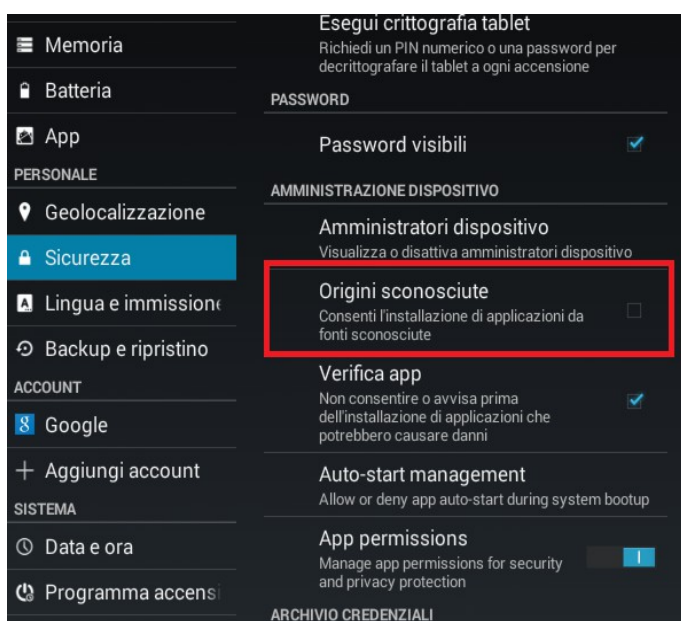 Memoria
Batteria
App
PERSONALE
Geolocalizzazione
Sicurezza
A
Lingua e immissione
Backup e ripristino
ACCOUNT
8 Google
Aggiungi account
SISTEMA
Data e ora
Programma accensi
Esegui crittografia tablet
Richiedi un PIN numerico o una password per
decrittografare il tablet a ogni accensione
PASSWORD
Password visibili
AMMINISTRAZIONE DISPOSITIVO
Amministratori dispositivo
Visualizza o disattiva amministratori dispositivo
Origini sconosciute
Consenti l'installazione di applicazioni da
fonti sconosciute
Verifica app
Non consentire o avvisa prima
dell'installazione di applicazioni che
potrebbero causare danni
Auto-start management
Allow or deny app auto-start during system bootup
App permissions
Manage app permissions for security
and privacy protection
ARCHIVIO CREDENZIALI